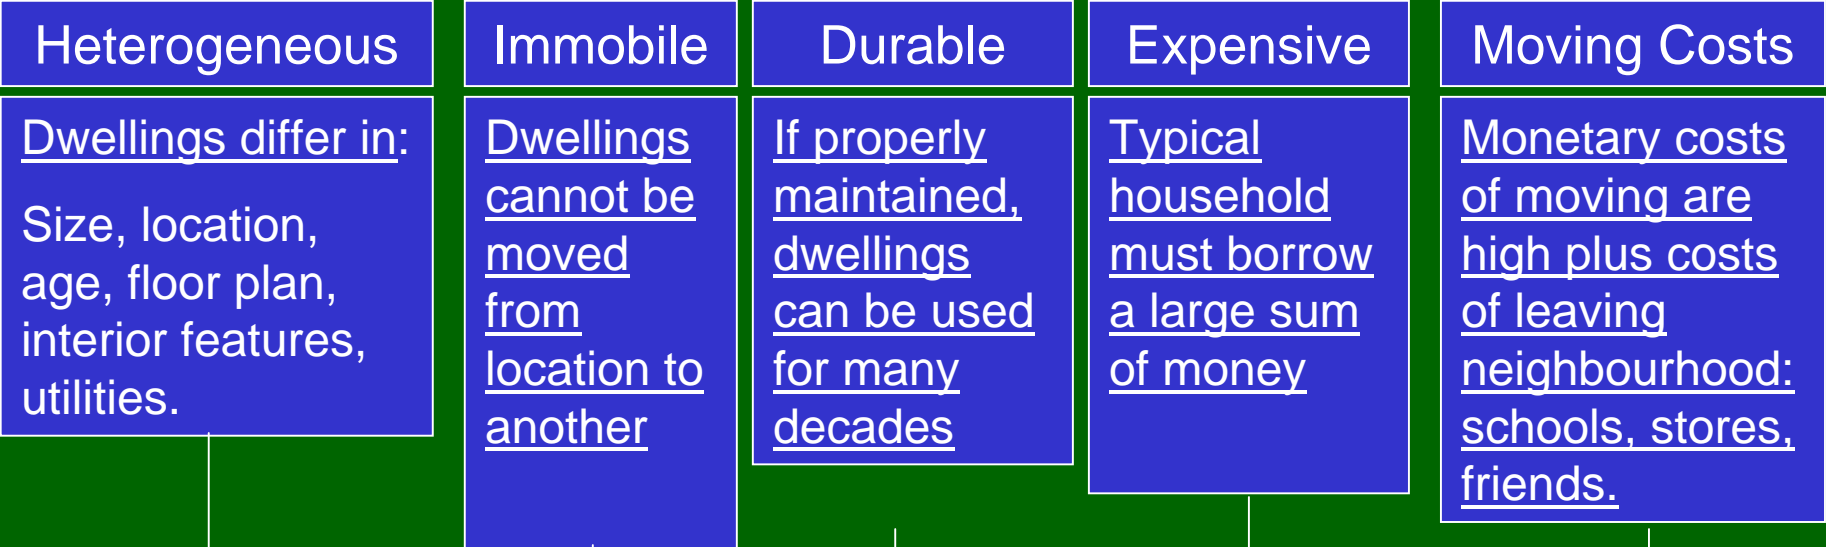 Heterogeneous
Immobile
Durable
Expensive
Moving Costs
Dwellings differ in:
Size, location,
age, floor plan,
interior features,
utilities.
Dwellings
cannot be
moved
from
location to
another
If properly
maintained,
dwellings
can be used
for many
decades
Typical
household
must borrow
a large sum
of money
Monetary costs
of moving are
high plus costs
of leaving
neighbourhood:
schools, stores,
friends.